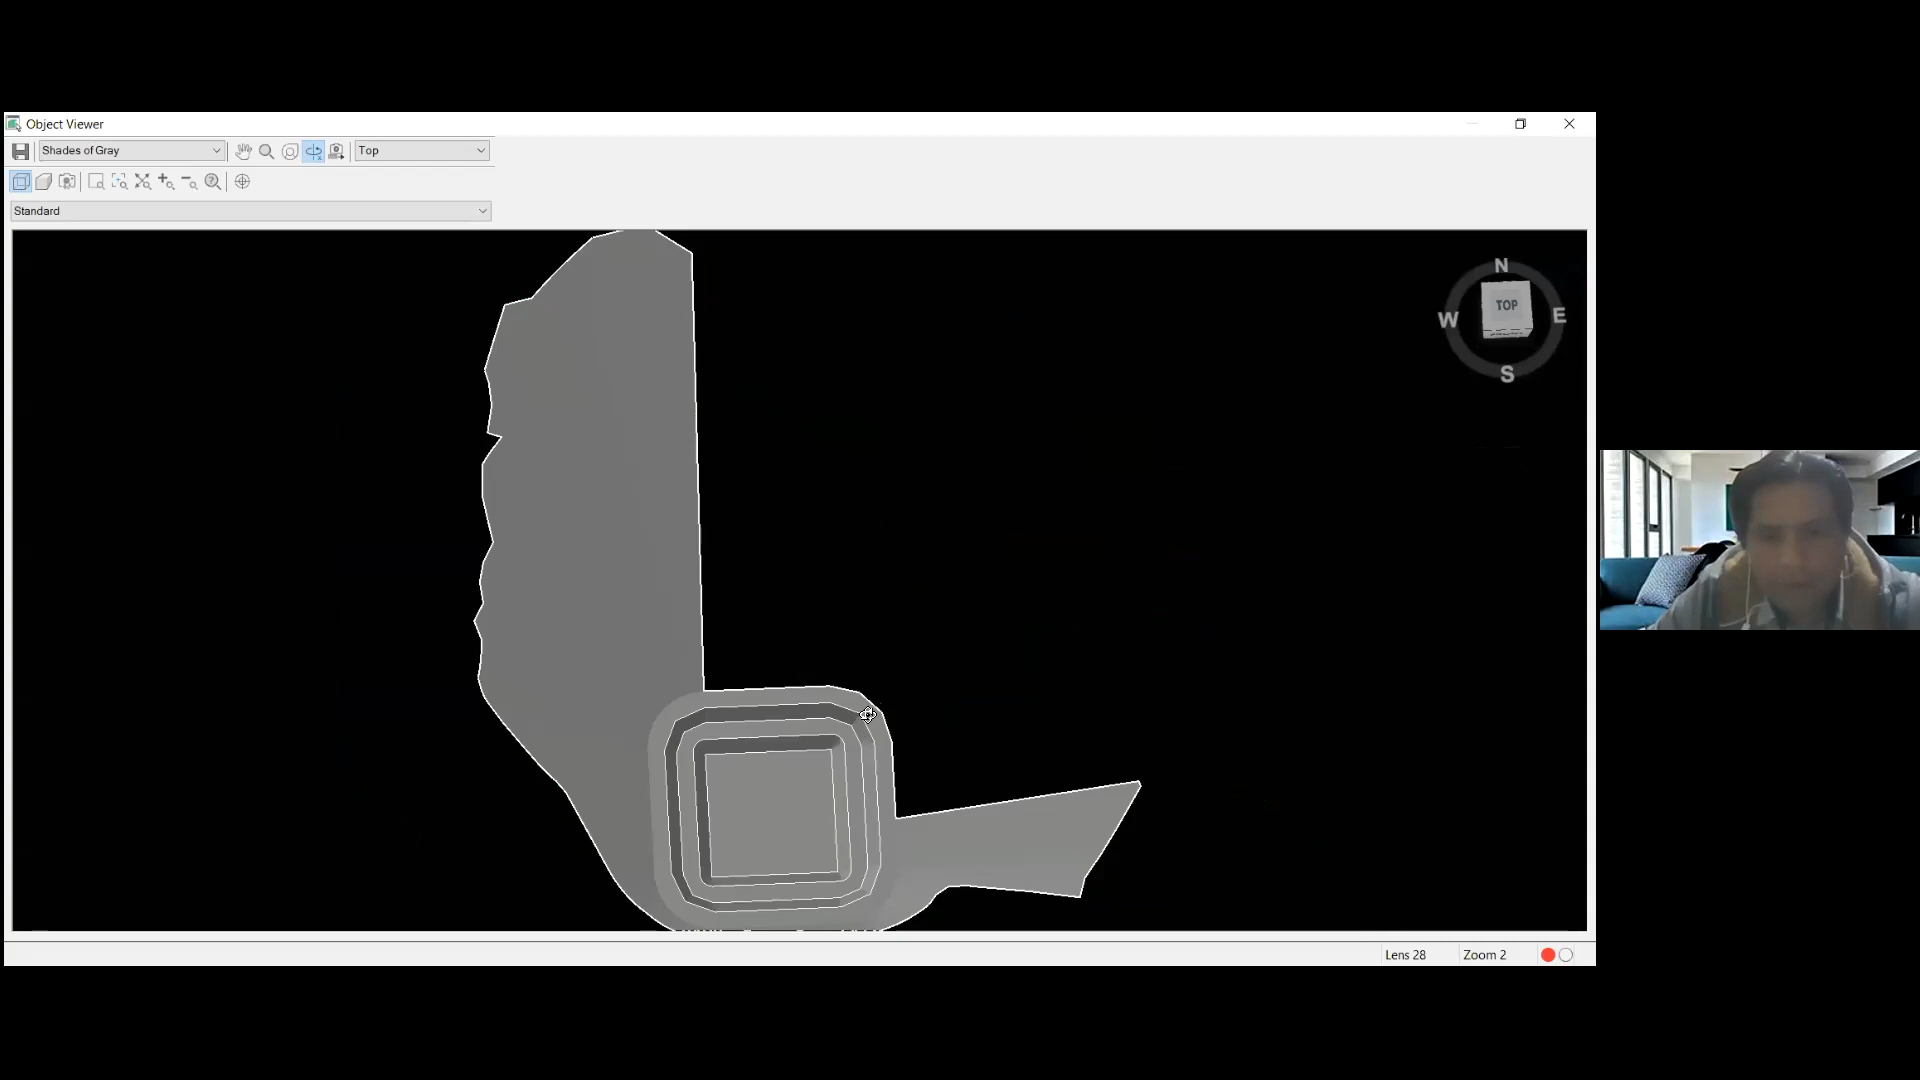 Object Viewer
Shades of Gray
Top
Standard
N
W
TOP
E
S
Lens 28
Zoom 2